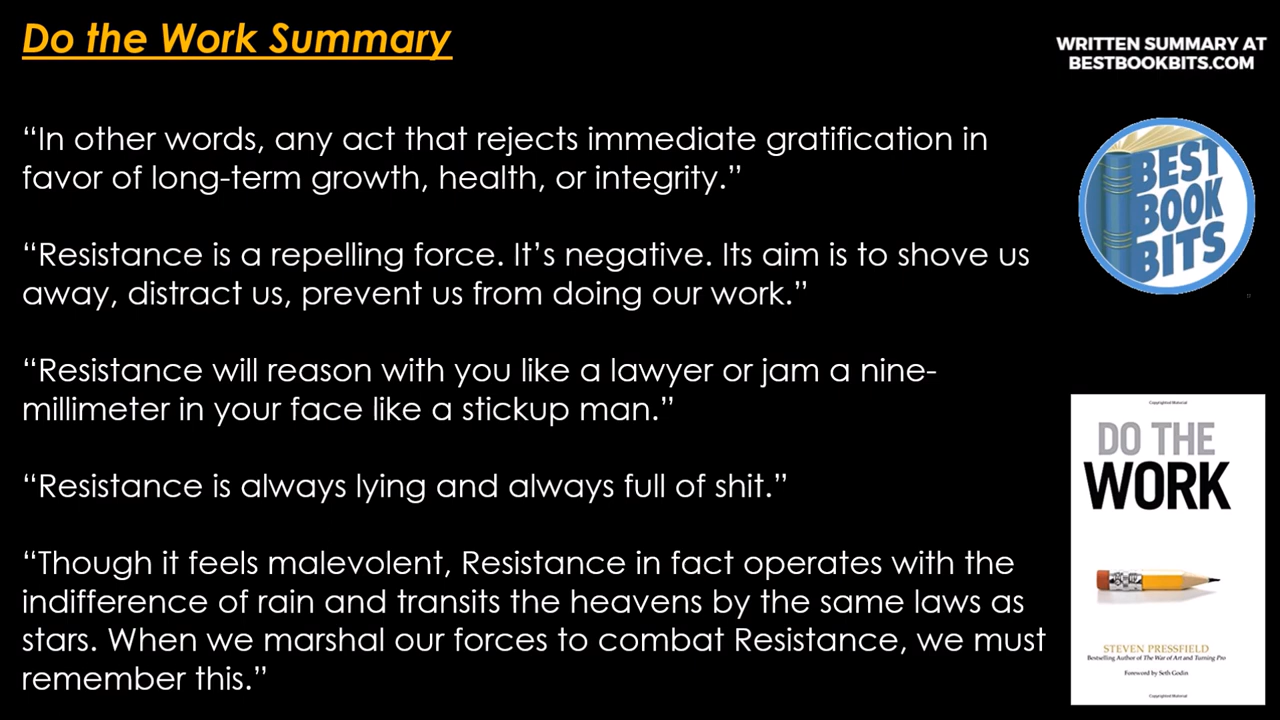 Do the Work Summary
WRITTEN SUMMARY AT
BESTBOOKBITS.COM
“In other words, any act that rejects immediate gratification in
favor of long-term growth, health, or integrity.”
“Resistance is a repelling force. It’s negative. Its aim is to shove us
away, distract us, prevent us from doing our work.”
“Resistance will reason with you like a lawyer or jam a nine-
millimeter in your face like a stickup man.”
“Resistance is always lying and always full of shit.”
“Though it feels malevolent, Resistance in fact operates with the
indifference of rain and transits the heavens by the same laws as
stars. When we marshal our forces to combat Resistance, we must
remember this.”
BEST
BOOK
BITS
”
Copyrighted Material
DO THE
WORK
STEVEN PRESSFIELD
Bestselling Author of The War of Art and Turning Pro
Foreword by Seth Godin
Copyrighted Material